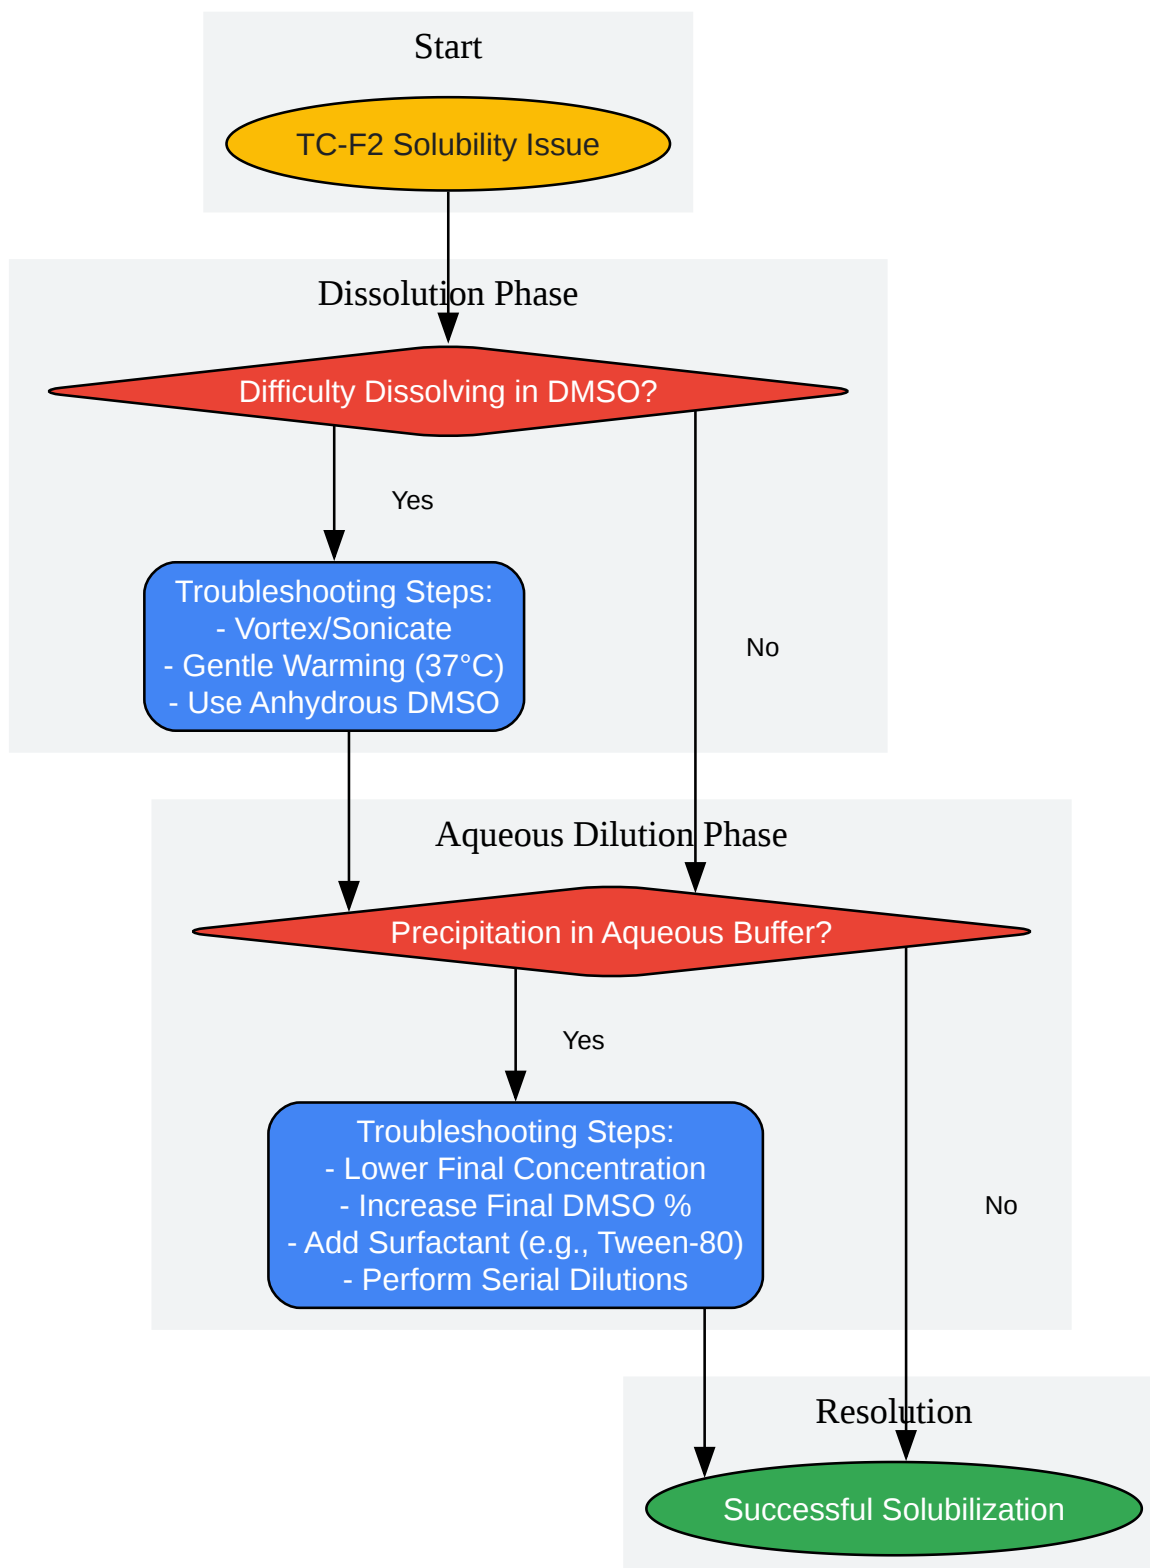 Start
TC-F2 Solubility Issue
Dissolution Phase
Difficulty Dissolving in DMSO?
Yes
Troubleshooting Steps:
- Vortex/Sonicate
- Gentle Warming (37°C)
- Use Anhydrous DMSO
No
Aqueous Dilution Phase
Precipitation in Aqueous Buffer?
Yes
Troubleshooting Steps:
- Lower Final Concentration
- Increase Final DMSO %
- Add Surfactant (e.g., Tween-80)
- Perform Serial Dilutions
No
Resolution
Successful Solubilization